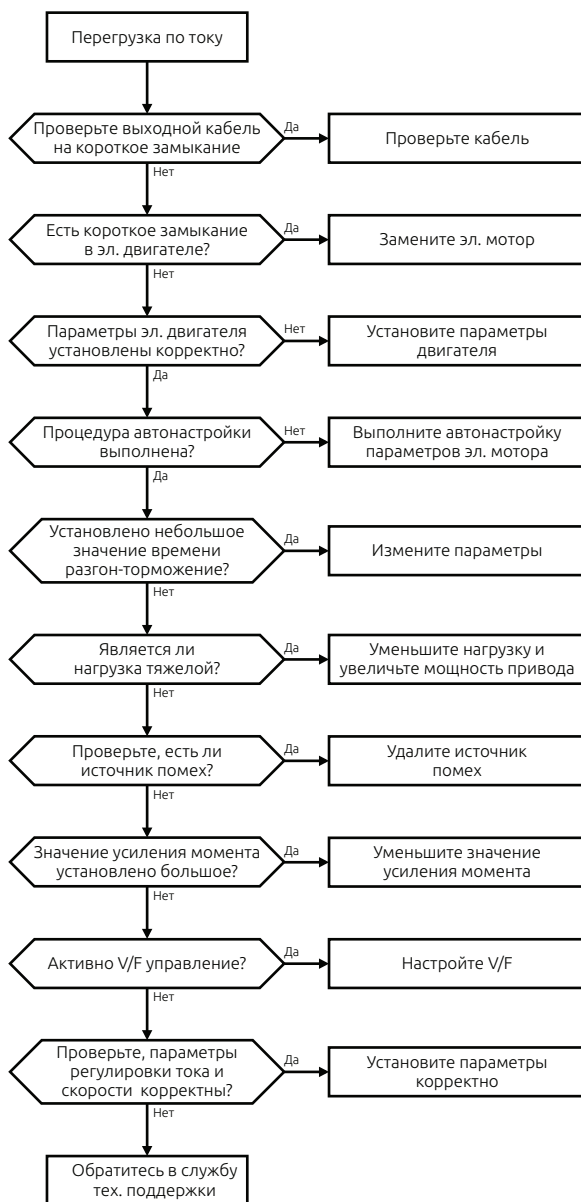 Перегрузка по току
Проверьте выходной кабель
на короткое замыкание
Да
Проверьте кабель
Нет
Есть короткое замыкание
в эл. двигателе?
Да
Замените эл. мотор
Нет
Параметры эл. двигателя
установлены корректно?
Нет
Установите параметры
двигателя
Да
Процедура автонастройки
выполнена?
Нет
Выполните автонастройку
параметров эл. мотора
Да
Установлено небольшое
значение времени
разгон-торможение?
Да
Измените параметры
Нет
Является ли
нагрузка тяжелой?
Да
Уменьшите нагрузку и
увеличьте мощность привода
Нет
Проверьте, есть ли
источник помех?
Да
Удалите источник
помех
Нет
Значение усиления момента
установлено большое?
Да
Уменьшите значение
усиления момента
Нет
Активно V/F управление?
Да
Настройте V/F
Нет
Проверьте, параметры
регулировки тока и
скорости корректны?
Да
Установите параметры
корректно
Нет
Обратитесь в службу
тех. поддержки